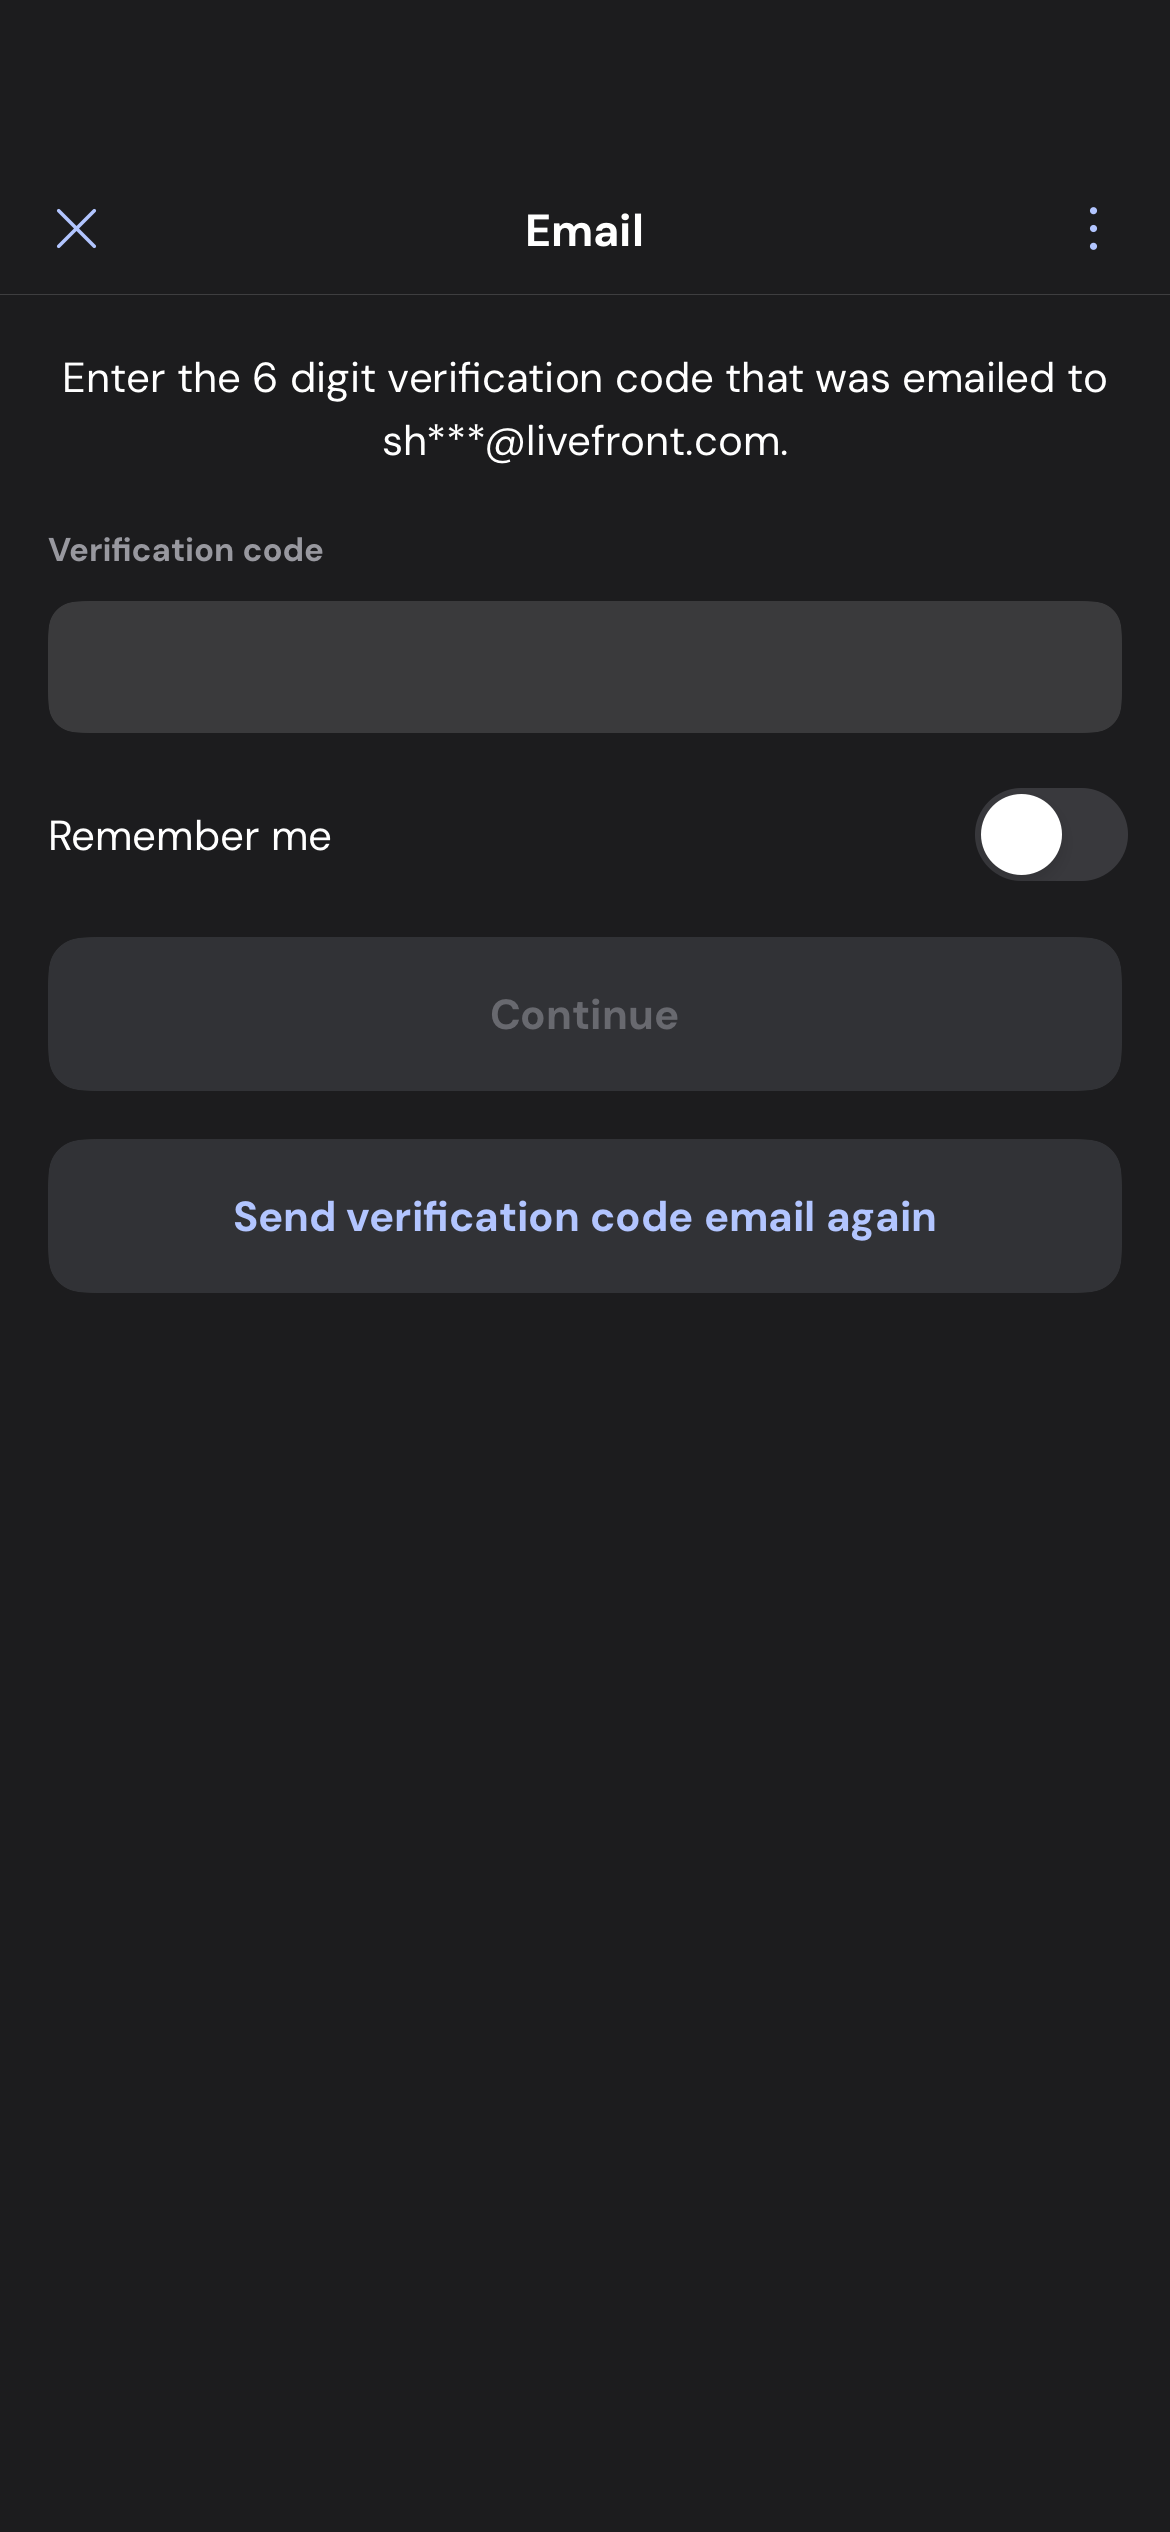 Email
Enter the 6 digit verification code that was emailed to
sh***@livefront.com.
Verification code
Remember me
Continue
Send verification code email again